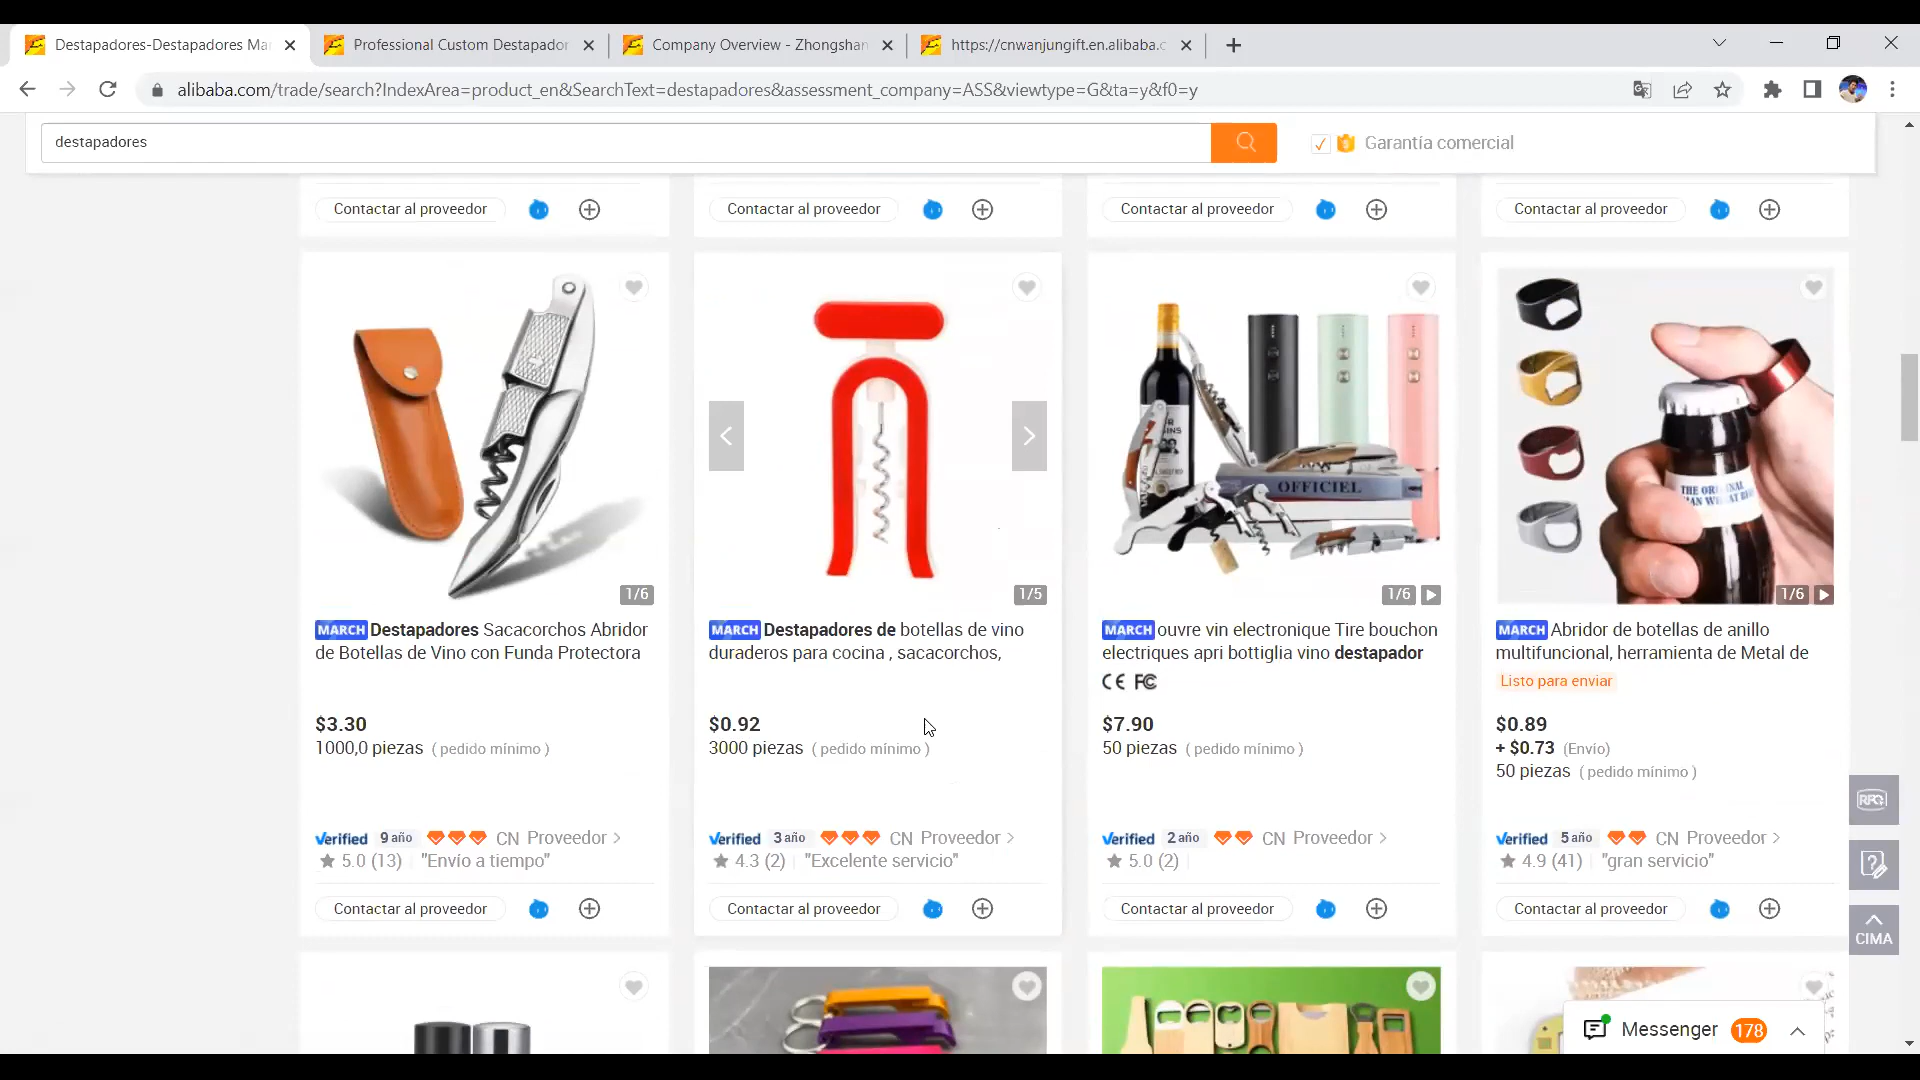 Destapadores-Destapadores Ma
Professional Custom Destapador
Company Overview - Zhongshan
https://cnwanjungift.en.alibaba.c
alibaba.com/trade/search?IndexArea=product_en&SearchText=destapadores&assessment_company=ASS&viewtype=G&ta=y&f0=y
destapadores
Garantía comercial
Contactar al proveedor
Contactar al proveedor
Contactar al proveedor
Contactar al proveedor
OFFICIEL
1/6
1/5
1/6
1/6
MARCH Destapadores Sacacorchos Abridor
de Botellas de Vino con Funda Protectora
$3.30
1000,0 piezas ( pedido mínimo )
Verified 9 año CN Proveedor >
5.0 (13) "Envío a tiempo"
Contactar al proveedor
MARCH Destapadores de botellas de vino
duraderos para cocina , sacacorchos,
$0.92
3000 piezas ( pedido mínimo )
Verified 3 año CN Proveedor >
4.3 (2) "Excelente servicio"
Contactar al proveedor
MARCH ouvre vin electronique Tire bouchon
electriques apri bottiglia vino destapador
CE FC
$7.90
50 piezas ( pedido mínimo )
Verified 2 año CN Proveedor >
5.0 (2)
Contactar al proveedor
MARCH Abridor de botellas de anillo
multifuncional, herramienta de Metal de
Listo para enviar
$0.89
+ $0.73 (Envío)
50 piezas ( pedido mínimo )
Verified 5 año CN Proveedor >
4.9 (41) "gran servicio"
Contactar al proveedor
RFQ
CIMA
Messenger 178